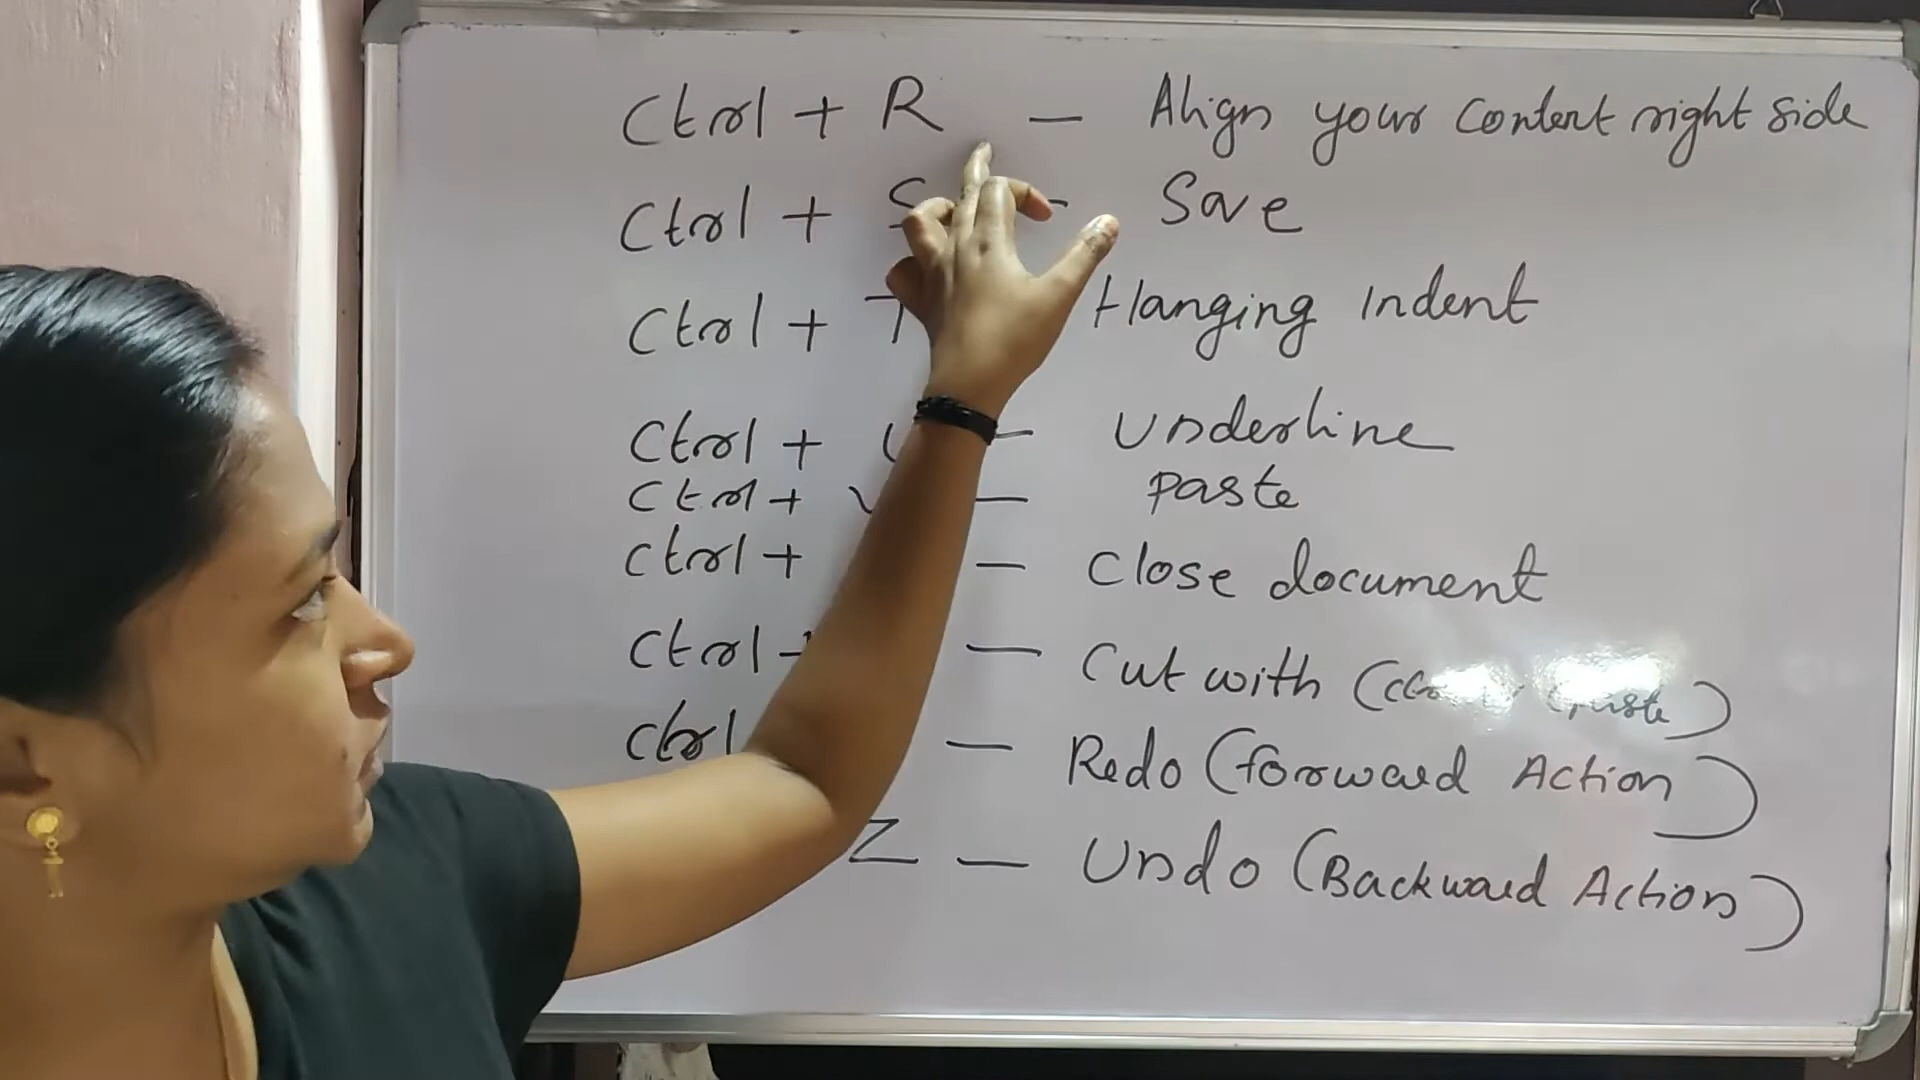 Ctrl + R — Align your content right side
Ctrl + S — Save
Ctrl + T Hanging Indent
Ctrl + U — Underline
Ctrl + V — paste
Ctrl + — Close document
Ctrl + — Cut with (
Ctrl — Redo (forward Action)
Z — Undo (Backward Action)